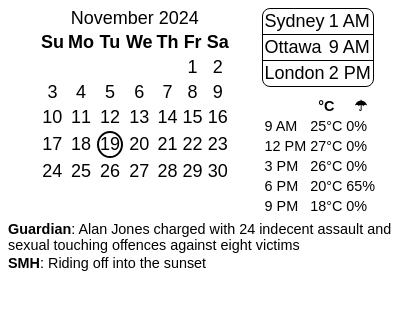 November 2024
Su Mo Tu We Th Fr Sa
1 2
3 4 5 6 7 8 9
10 11 12 13 14 15 16
17 18 19 20 21 22 23
24 25 26 27 28 29 30
Sydney 1 AM
Ottawa 9 AM
London 2 PM
°C ☂
9 AM 25°C 0%
12 PM 27°C 0%
3 PM 26°C 0%
6 PM 20°C 65%
9 PM 18°C 0%
Guardian: Alan Jones charged with 24 indecent assault and
sexual touching offences against eight victims
SMH: Riding off into the sunset